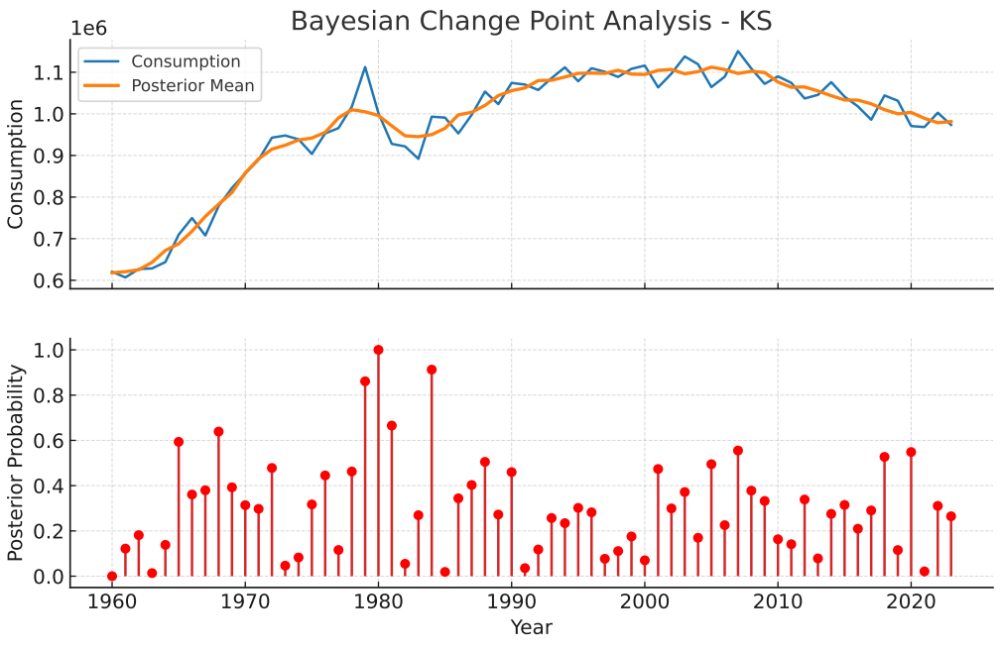 Bayesian Change Point Analysis - KS
1e6
Consumption
Posterior Mean
1.1
1.0
0.9
0.8
0.7
0.6
Consumption
1.0
0.8
0.6
0.4
0.2
0.0
Posterior Probability
1960 1970 1980 1990 2000 2010 2020
Year